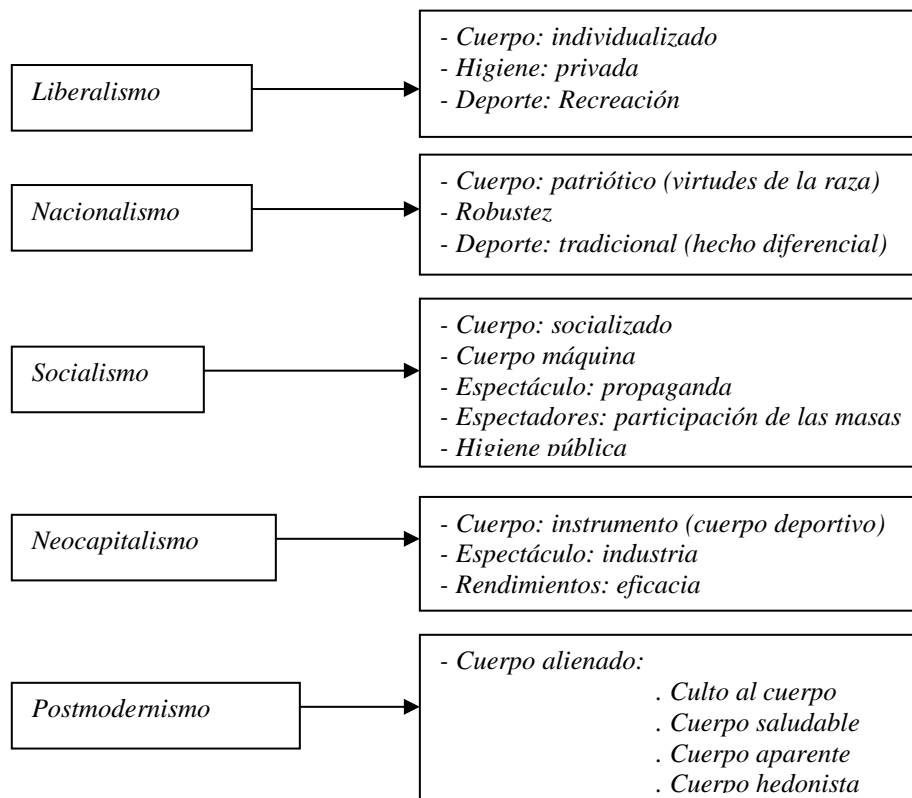 Liberalismo
- Cuerpo: individualizado
- Higiene: privada
- Deporte: Recreación
Nacionalismo
- Cuerpo: patriótico (virtudes de la raza)
- Robustez
- Deporte: tradicional (hecho diferencial)
Socialismo
- Cuerpo: socializado
- Cuerpo máquina
- Espectáculo: propaganda
- Espectadores: participación de las masas
- Higiene pública
Neocapitalismo
- Cuerpo: instrumento (cuerpo deportivo)
- Espectáculo: industria
- Rendimientos: eficacia
Postmodernismo
- Cuerpo alienado:
. Culto al cuerpo
. Cuerpo saludable
. Cuerpo aparente
. Cuerpo hedonista